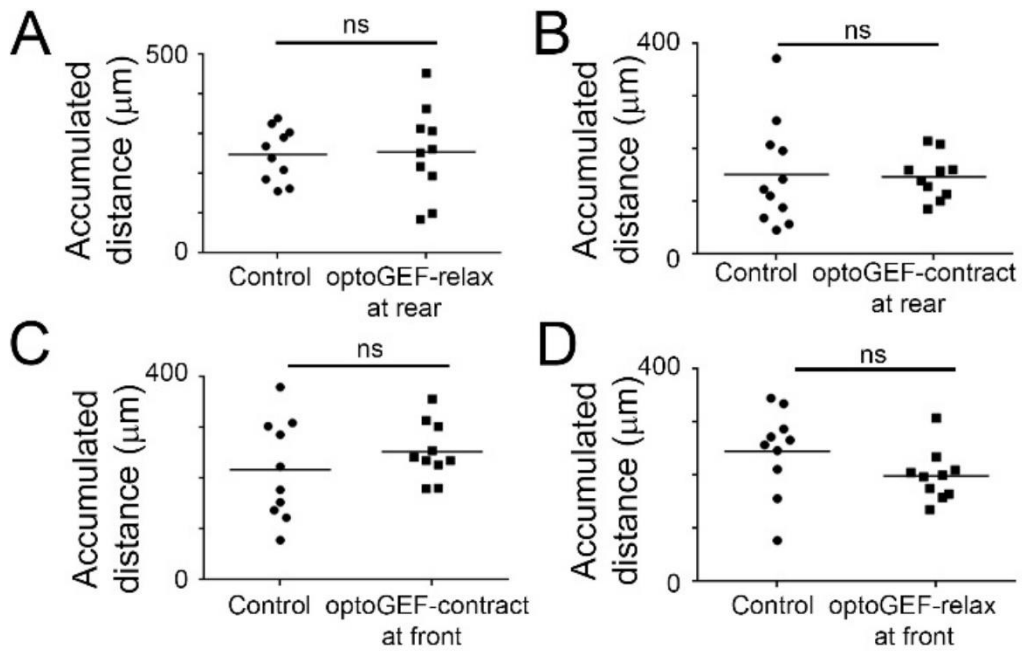 A
ns
500
Accumulated
distance (μm)
0
Control
optoGEF-relax
at rear
B
ns
400
Accumulated
distance (μm)
0
Control
optoGEF-contract
at rear
C
ns
400
Accumulated
distance (μm)
0
Control
optoGEF-contract
at front
D
ns
400
Accumulated
distance (μm)
0
Control
optoGEF-relax
at front